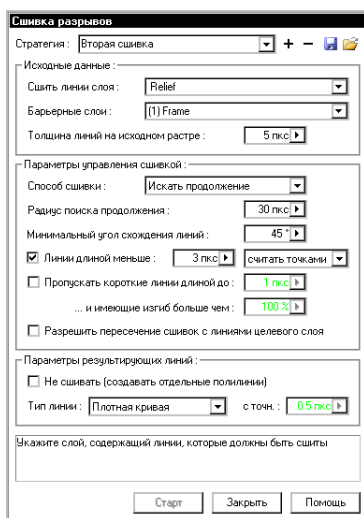 Сшивка разрывов
Стратегия : Вторая сшивка + −
Исходные данные :
Сшить линии слоя : Relief
Барьерные слои : (1) Frame
Толщина линий на исходном растре : 5 пкс
Параметры управления сшивкой :
Способ сшивки : Искать продолжение
Радиус поиска продолжения : 30 пкс
Минимальный угол схождения линий : 45 °
Линии длиной меньше : 3 пкс считать точками
Пропускать короткие линии длиной до : 1 пкс
... и имеющие изгиб больше чем : 100 %
Разрешить пересечение сшивок с линиями целевого слоя
Параметры результирующих линий :
Не сшивать (создавать отдельные полилинии)
Тип линии : Плотная кривая с точн. : 0.5 пкс
Укажите слой, содержащий линии, которые должны быть сшиты
Старт Закрыть Помощь